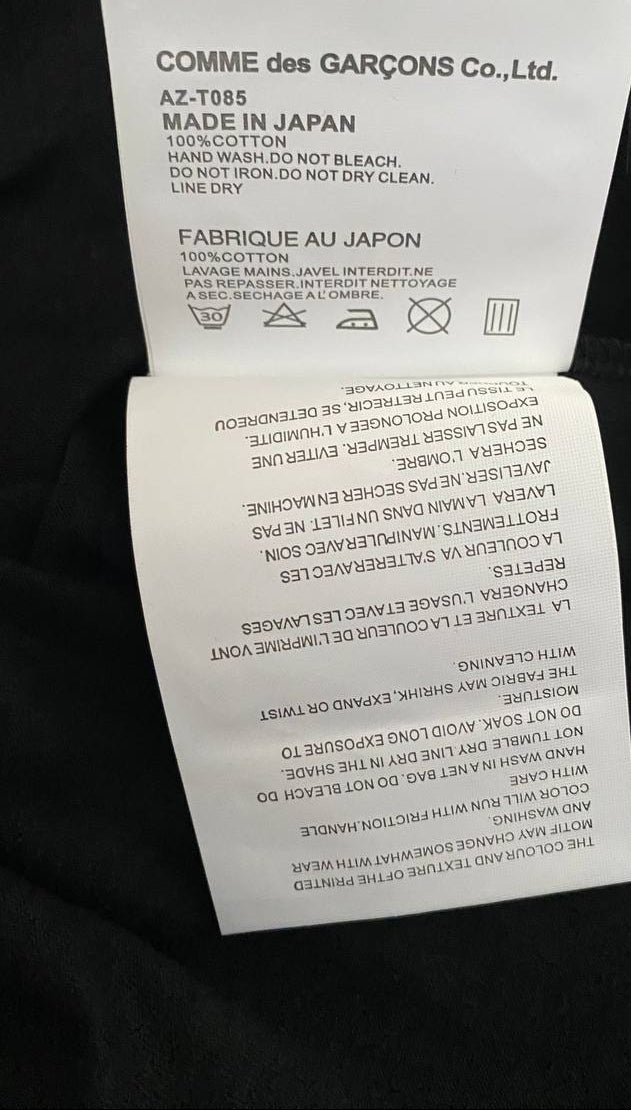 COMME des GARÇONS Co.,Ltd.
AZ-T085
MADE IN JAPAN
100%COTTON
HAND WASH.DO NOT BLEACH.
DO NOT IRON.DO NOT DRY CLEAN.
LINE DRY
FABRIQUE AU JAPON
100%COTTON
LAVAGE MAINS.JAVEL INTERDIT.NE
PAS REPASSER.INTERDIT NETTOYAGE
A SEC.SECHAGE A L'OMBRE.
30
THE COLOUR AND TEXTURE OF THE PRINTED
MOTIF MAY CHANGE SOMEWHAT WITH WEAR
AND WASHING.
COLOR WILL RUN WITH FRICTION.HANDLE
WITH CARE
HAND WASH IN A NET BAG. DO NOT BLEACH DO
NOT TUMBLE DRY. LINE DRY IN THE SHADE.
DO NOT SOAK. AVOID LONG EXPOSURE TO
MOISTURE.
THE FABRIC MAY SHRIHK, EXPAND OR TWIST
WITH CLEANING.
LA TEXTURE ET LA COULEUR DE L'IMPRIME VONT
CHANGERA L'USAGE ET AVEC LES LAVAGES
REPETES.
LA COULEUR VA S'ALTERER AVEC LES
FROTTEMENTS. MANIPULER AVEC SOIN.
LAVERA LA MAIN DANS UN FILET. NE PAS
JAVELISER.NE PAS SECHER EN MACHINE.
SECHER A L'OMBRE.
NE PAS LAISSER TREMPER. EVITER UNE
EXPOSITION PROLONGEE A L'HUMIDITE.
LE TISSU PEUT RETRECIR, SE DETENDRE OU
AU NETTOYAGE.